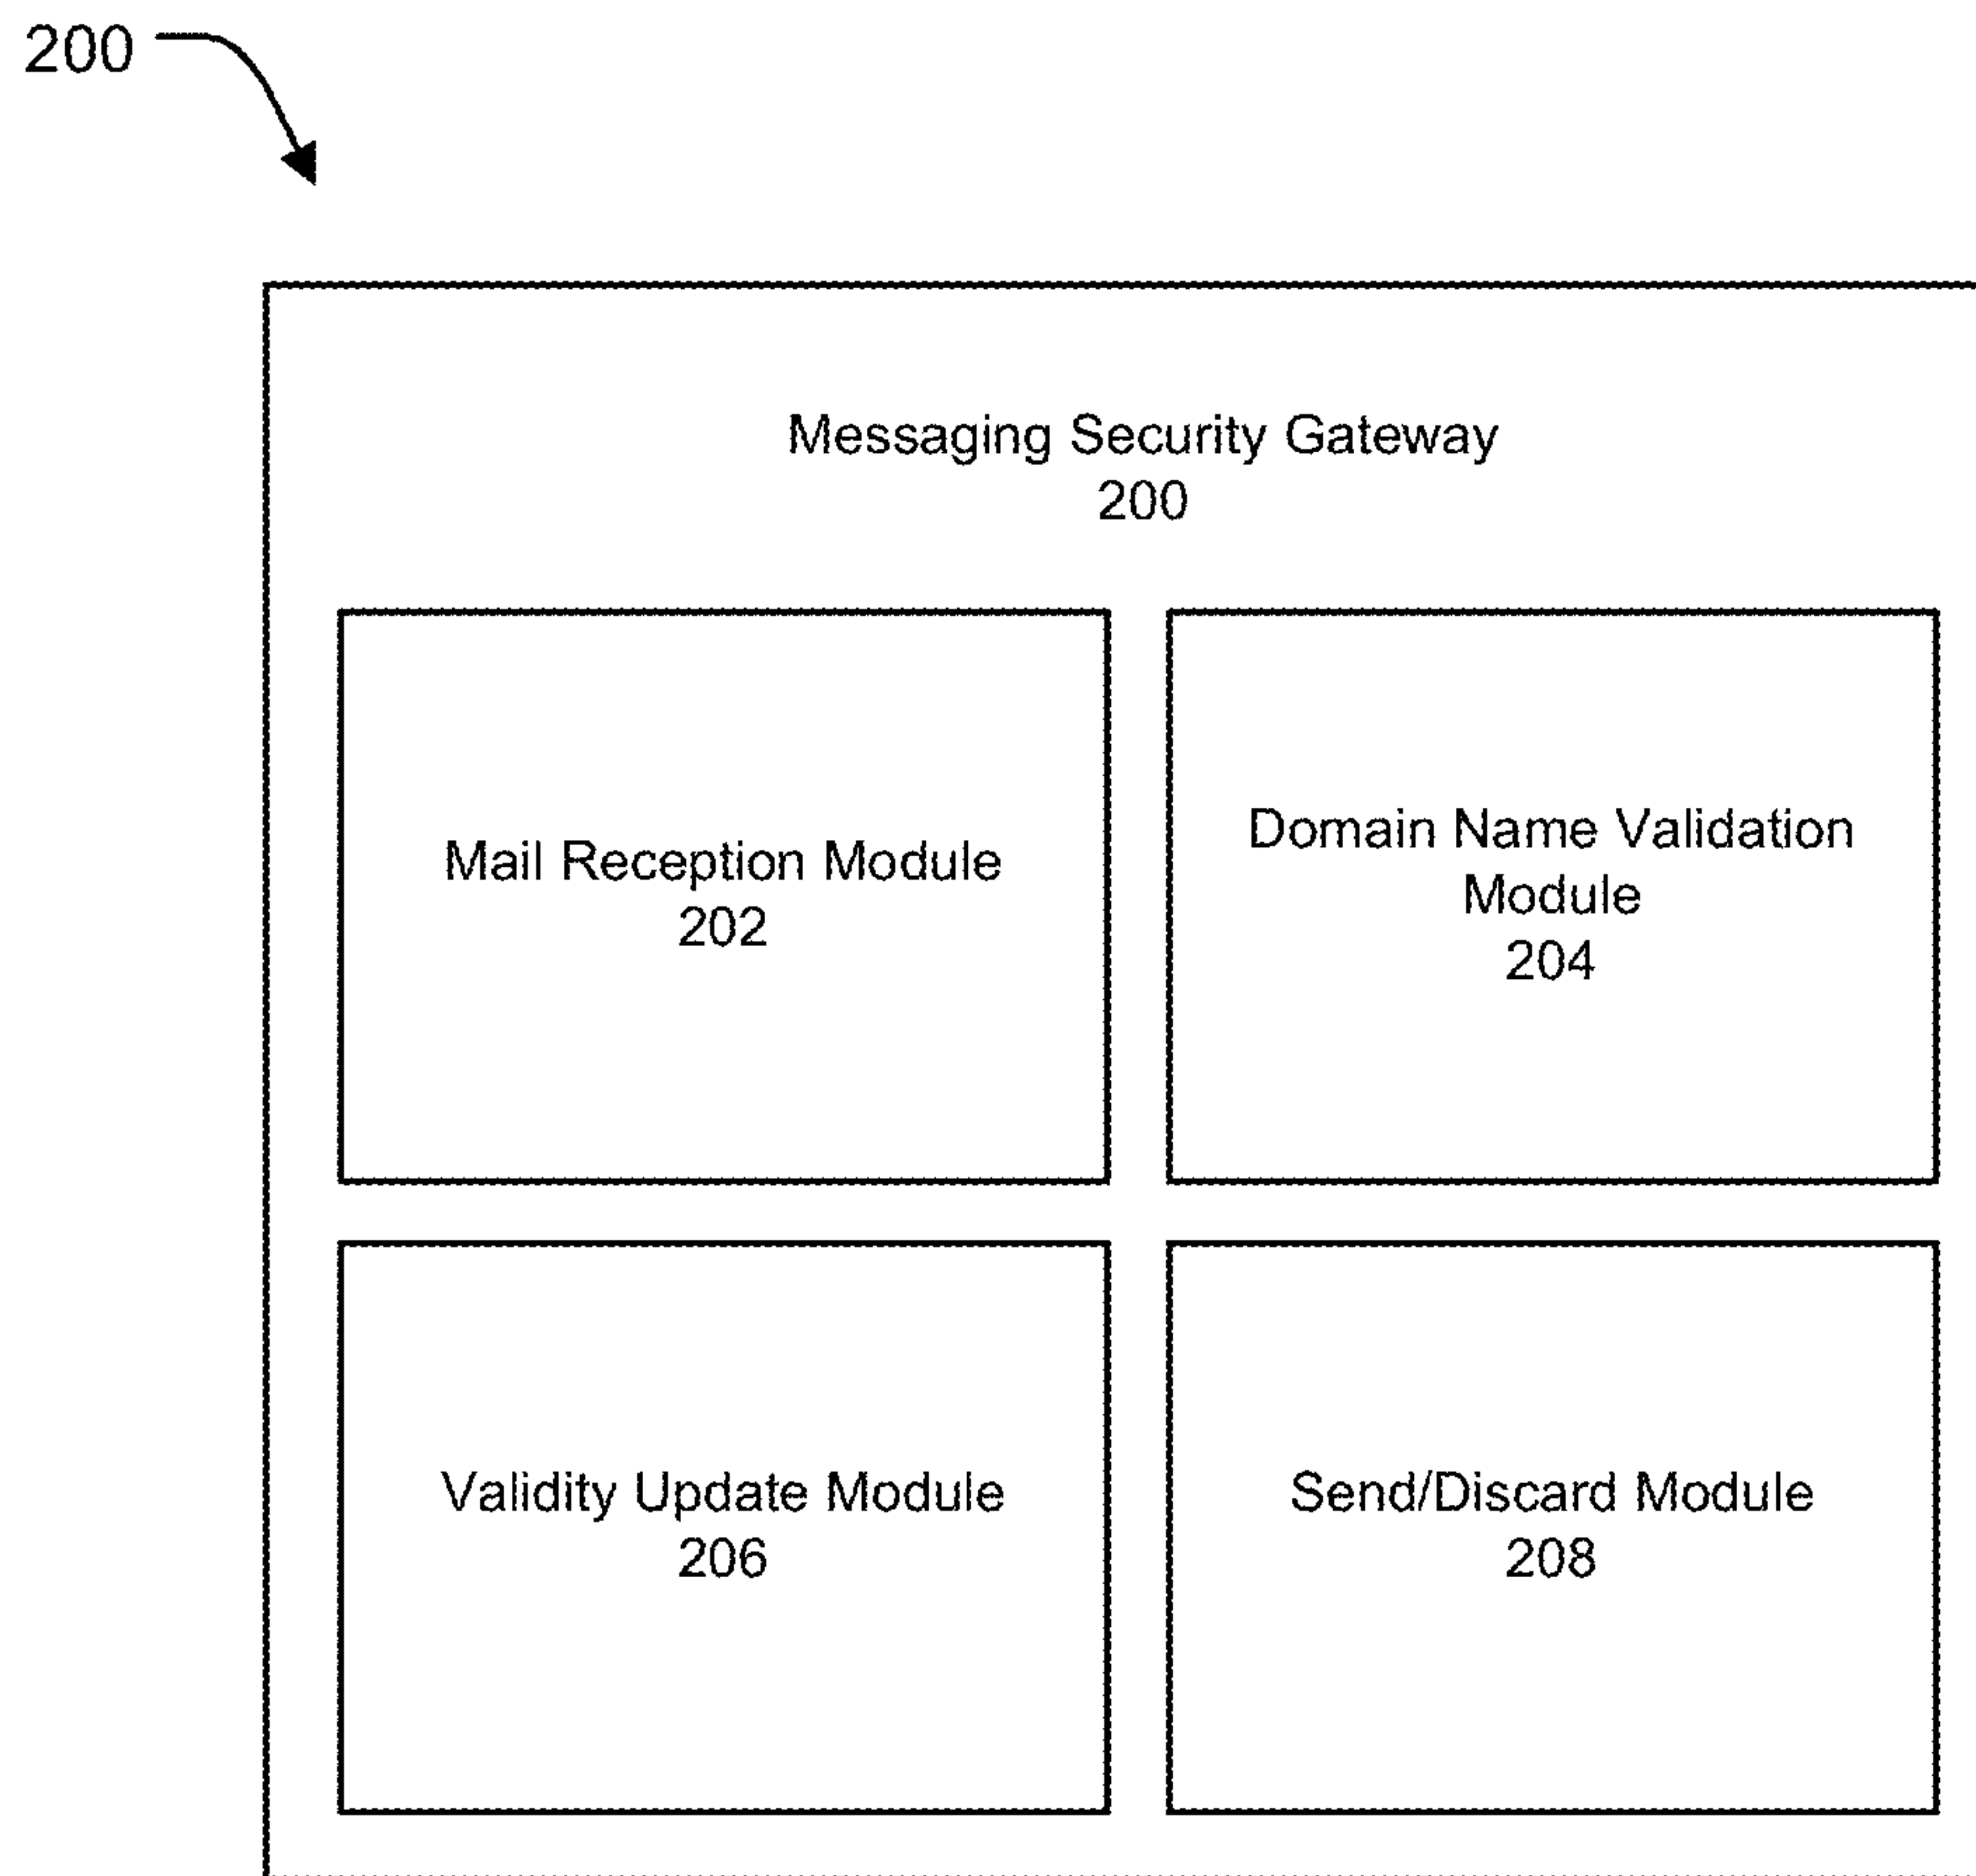 200
Messaging Security Gateway
200
Mail Reception Module
202
Domain Name Validation
Module
204
Validity Update Module
206
Send/Discard Module
208